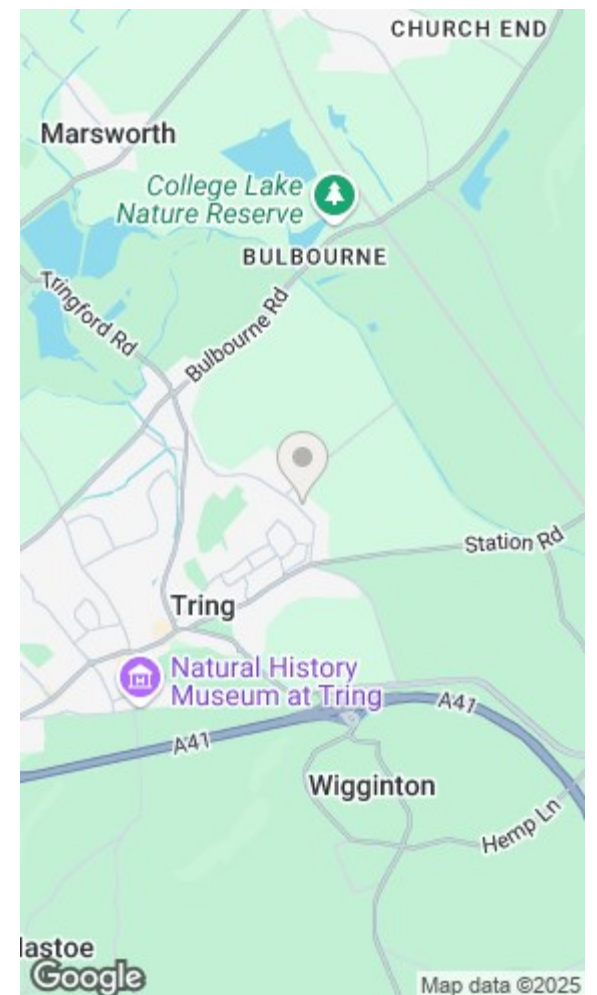 CHURCH END
Marsworth
College Lake
Nature Reserve
BULBOURNE
Tringford Rd
Bulbourne Rd
Station Rd
Tring
Natural History
Museum at Tring
A41
A41
Wigginton
Hemp Ln
lastoe
Google
Map data ©2025